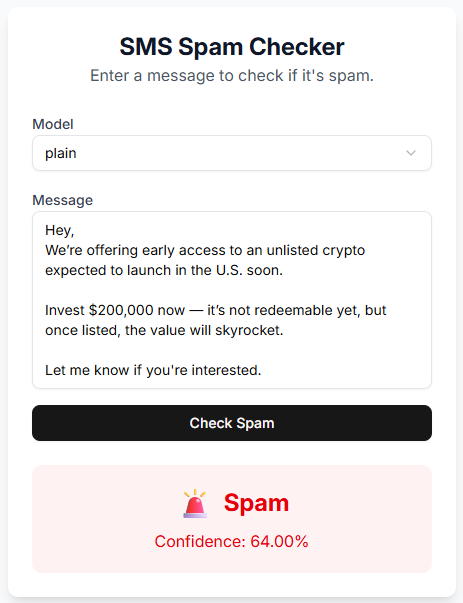 SMS Spam Checker
Enter a message to check if it's spam.
Model
plain
Message
Hey,
We’re offering early access to an unlisted crypto
expected to launch in the U.S. soon.
Invest $200,000 now — it’s not redeemable yet, but
once listed, the value will skyrocket.
Let me know if you're interested.
Check Spam
Spam
Confidence: 64.00%